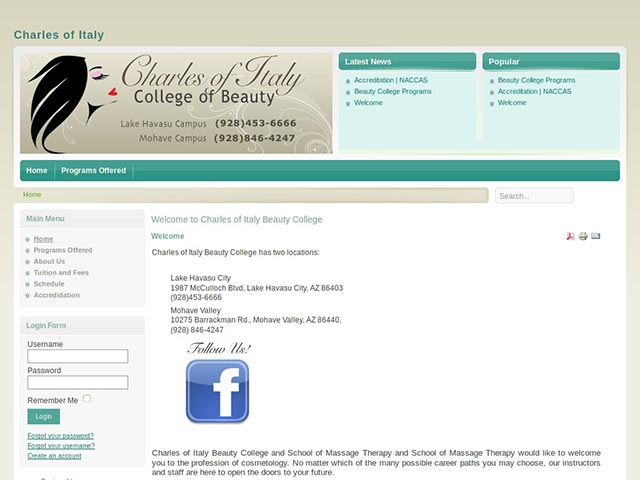 Charles of Italy
Charles of Italy
College of Beauty
Lake Havasu Campus (928)453-6666
Mohave Campus (928)846-4247
Latest News
Accreditation | NACCAS
Beauty College Programs
Welcome
Popular
Beauty College Programs
Accreditation | NACCAS
Welcome
Home Programs Offered
Home
Search...
Main Menu
Home
Programs Offered
About Us
Tuition and Fees
Schedule
Accredidation
Login Form
Username
Password
Remember Me
Login
Forgot your password?
Forgot your username?
Create an account
Welcome to Charles of Italy Beauty College
Welcome
Charles of Italy Beauty College has two locations:
Lake Havasu City
1987 McCulloch Blvd, Lake Havasu City, AZ 86403
(928)453-6666
Mohave Valley
10275 Barrackman Rd., Mohave Valley, AZ 86440,
(928) 846-4247
Follow Us!
f
Charles of Italy Beauty College and School of Massage Therapy and School of Massage Therapy would like to welcome
you to the profession of cosmetology. No matter which of the many possible career paths you may choose, our instructors
and staff are here to open the doors to your future.